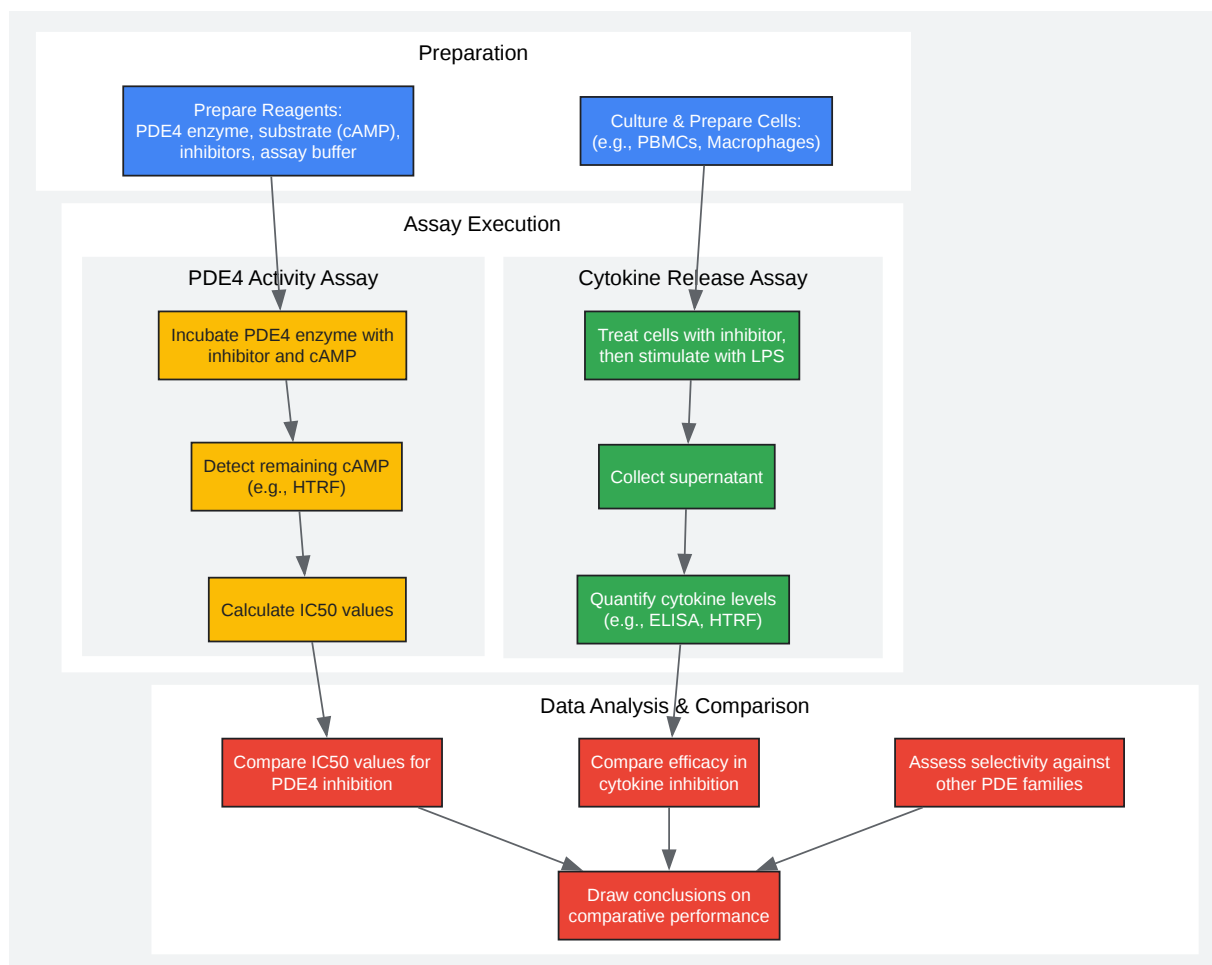 Preparation
Prepare Reagents:
PDE4 enzyme, substrate (cAMP),
inhibitors, assay buffer
Culture & Prepare Cells:
(e.g., PBMCs, Macrophages)
Assay Execution
PDE4 Activity Assay
Incubate PDE4 enzyme with
inhibitor and cAMP
Detect remaining cAMP
(e.g., HTRF)
Calculate IC50 values
Cytokine Release Assay
Treat cells with inhibitor,
then stimulate with LPS
Collect supernatant
Quantify cytokine levels
(e.g., ELISA, HTRF)
Data Analysis & Comparison
Compare IC50 values for
PDE4 inhibition
Compare efficacy in
cytokine inhibition
Assess selectivity against
other PDE families
Draw conclusions on
comparative performance